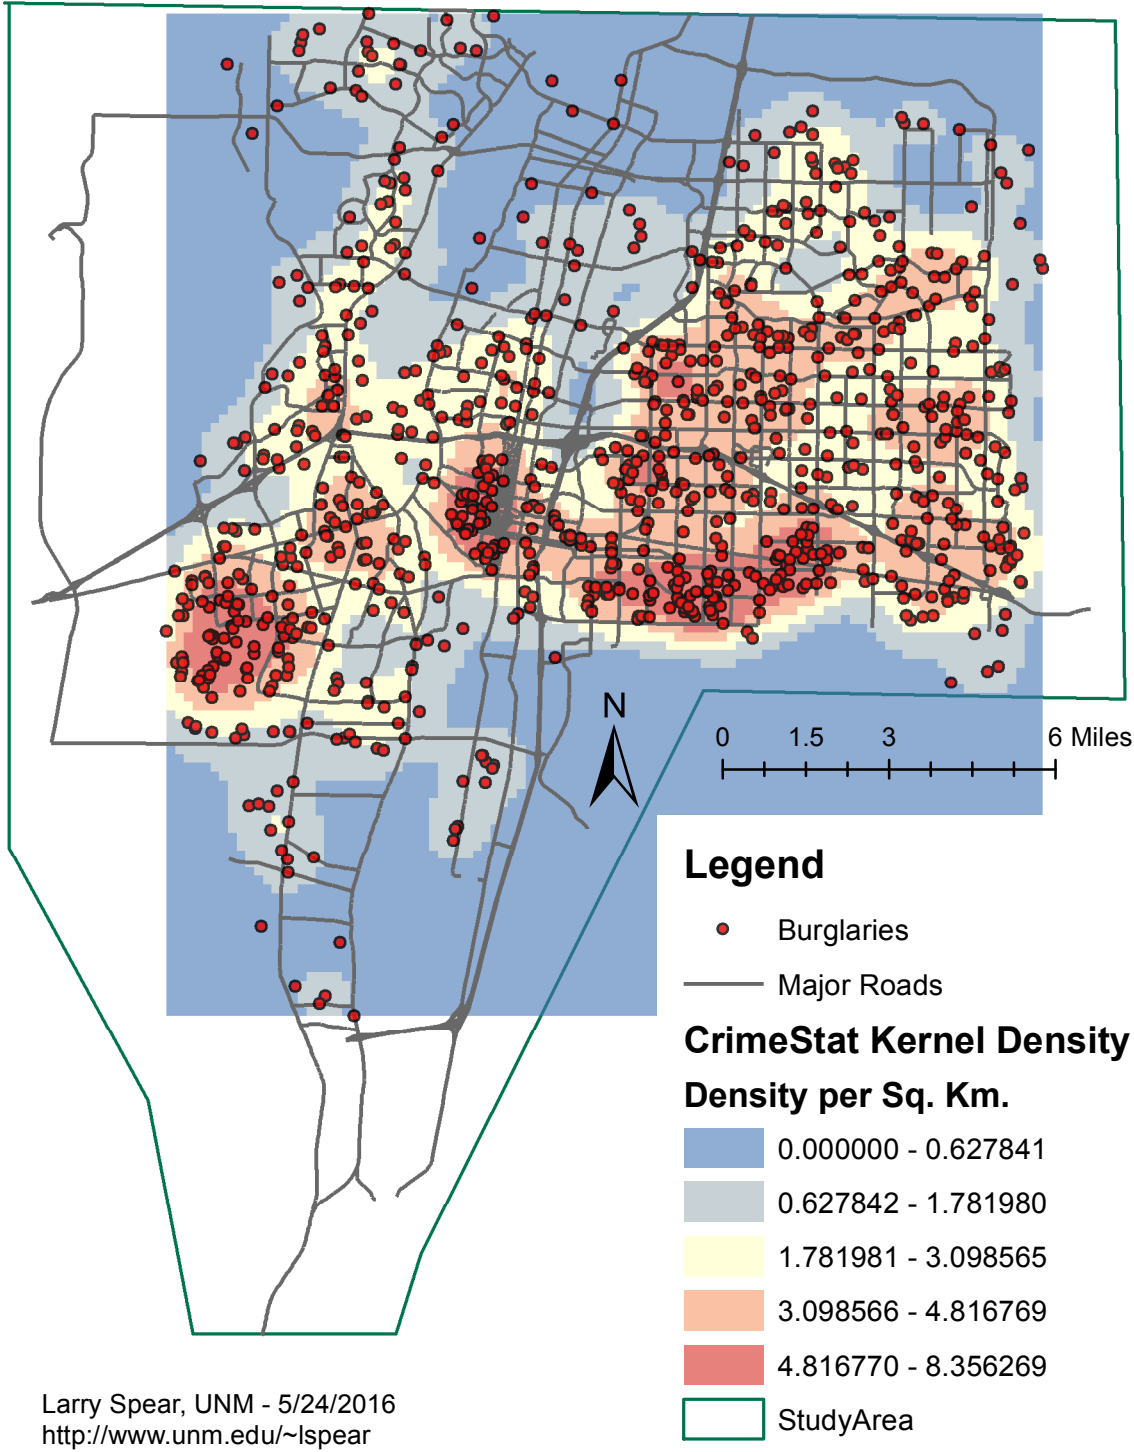 N
0 1.5 3 6 Miles
Legend
Burglaries
Major Roads
CrimeStat Kernel Density
Density per Sq. Km.
0.000000 - 0.627841
0.627842 - 1.781980
1.781981 - 3.098565
3.098566 - 4.816769
4.816770 - 8.356269
StudyArea
Larry Spear, UNM - 5/24/2016
http://www.unm.edu/~lspear